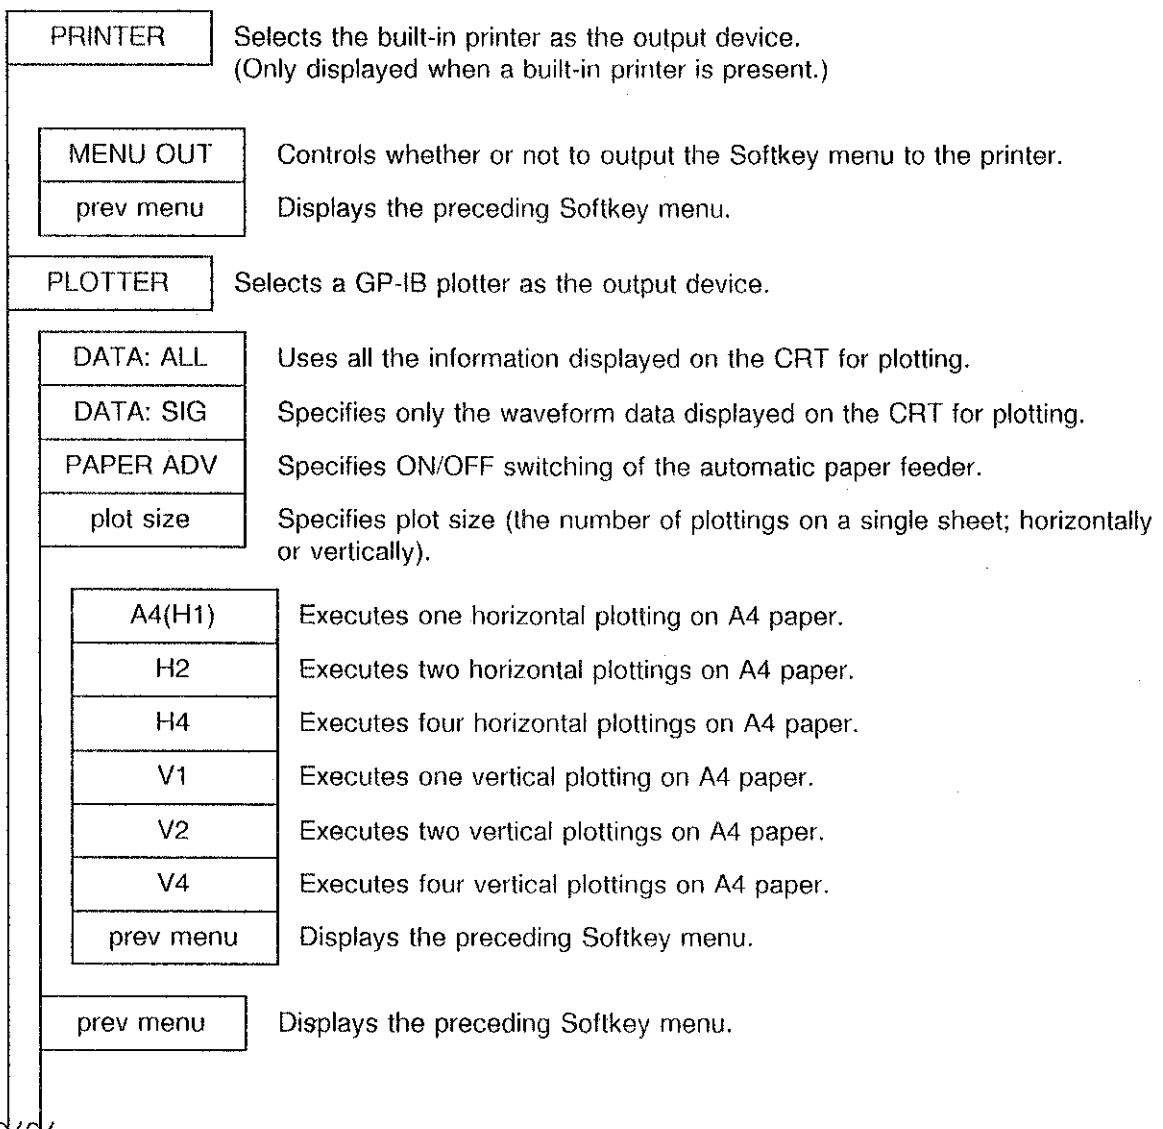 PRINTER Selects the built-in printer as the output device.
(Only displayed when a built-in printer is present.)
MENU OUT Controls whether or not to output the Softkey menu to the printer.
prev menu Displays the preceding Softkey menu.
PLOTTER Selects a GP-IB plotter as the output device.
DATA: ALL Uses all the information displayed on the CRT for plotting.
DATA: SIG Specifies only the waveform data displayed on the CRT for plotting.
PAPER ADV Specifies ON/OFF switching of the automatic paper feeder.
plot size Specifies plot size (the number of plottings on a single sheet; horizontally
or vertically).
A4(H1) Executes one horizontal plotting on A4 paper.
H2 Executes two horizontal plottings on A4 paper.
H4 Executes four horizontal plottings on A4 paper.
V1 Executes one vertical plotting on A4 paper.
V2 Executes two vertical plottings on A4 paper.
V4 Executes four vertical plottings on A4 paper.
prev menu Displays the preceding Softkey menu.
prev menu Displays the preceding Softkey menu.